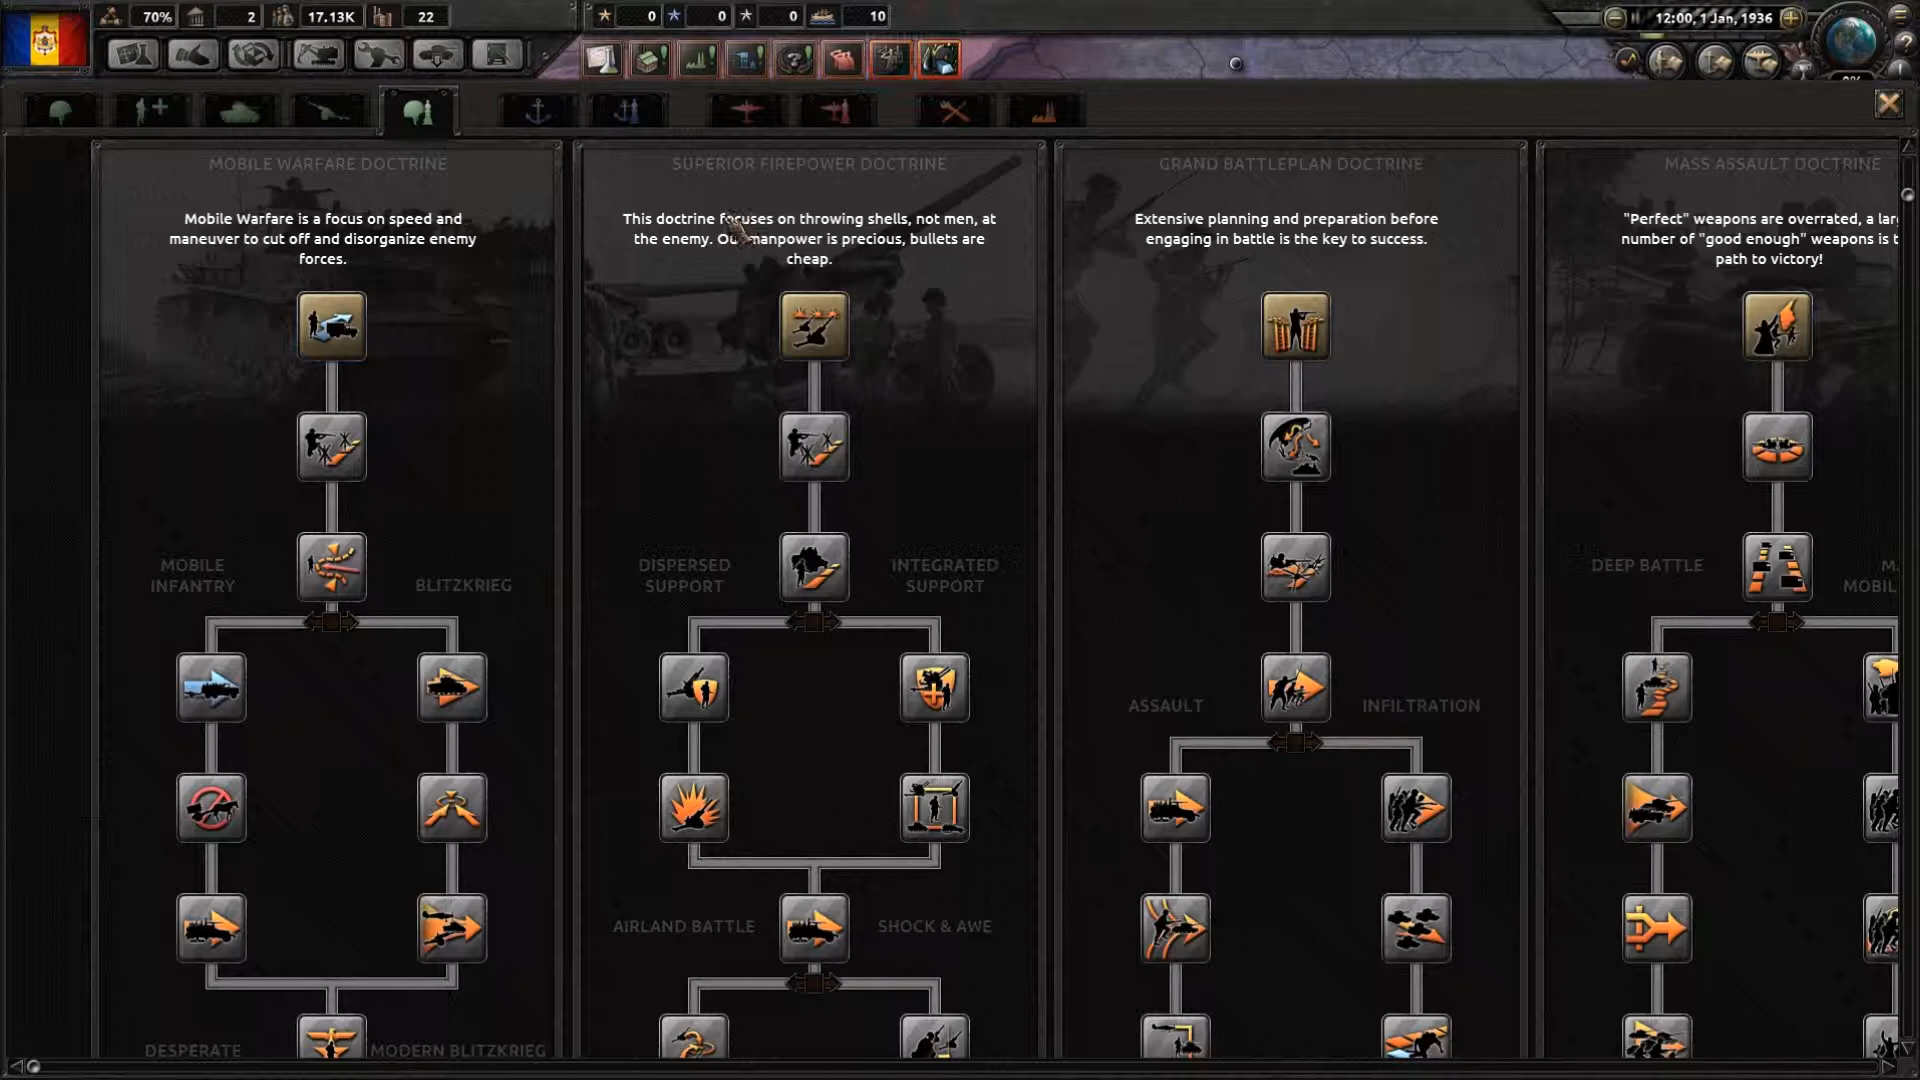 70%
2
17.13K
22
0
0
0
10
12:00, 1 Jan, 1936
MOBILE WARFARE DOCTRINE
Mobile Warfare is a focus on speed and
maneuver to cut off and disorganize enemy
forces.
MOBILE
INFANTRY
BLITZKRIEG
DESPERATE
MODERN BLITZKRIEG
SUPERIOR FIREPOWER DOCTRINE
This doctrine focuses on throwing shells, not men, at
the enemy. Our manpower is precious, bullets are
cheap.
DISPERSED
SUPPORT
INTEGRATED
SUPPORT
AIRLAND BATTLE
SHOCK & AWE
GRAND BATTLEPLAN DOCTRINE
Extensive planning and preparation before
engaging in battle is the key to success.
ASSAULT
INFILTRATION
MASS ASSAULT DOCTRINE
"Perfect" weapons are overrated, a
number of "good enough" weapons is
path to victory!
DEEP BATTLE